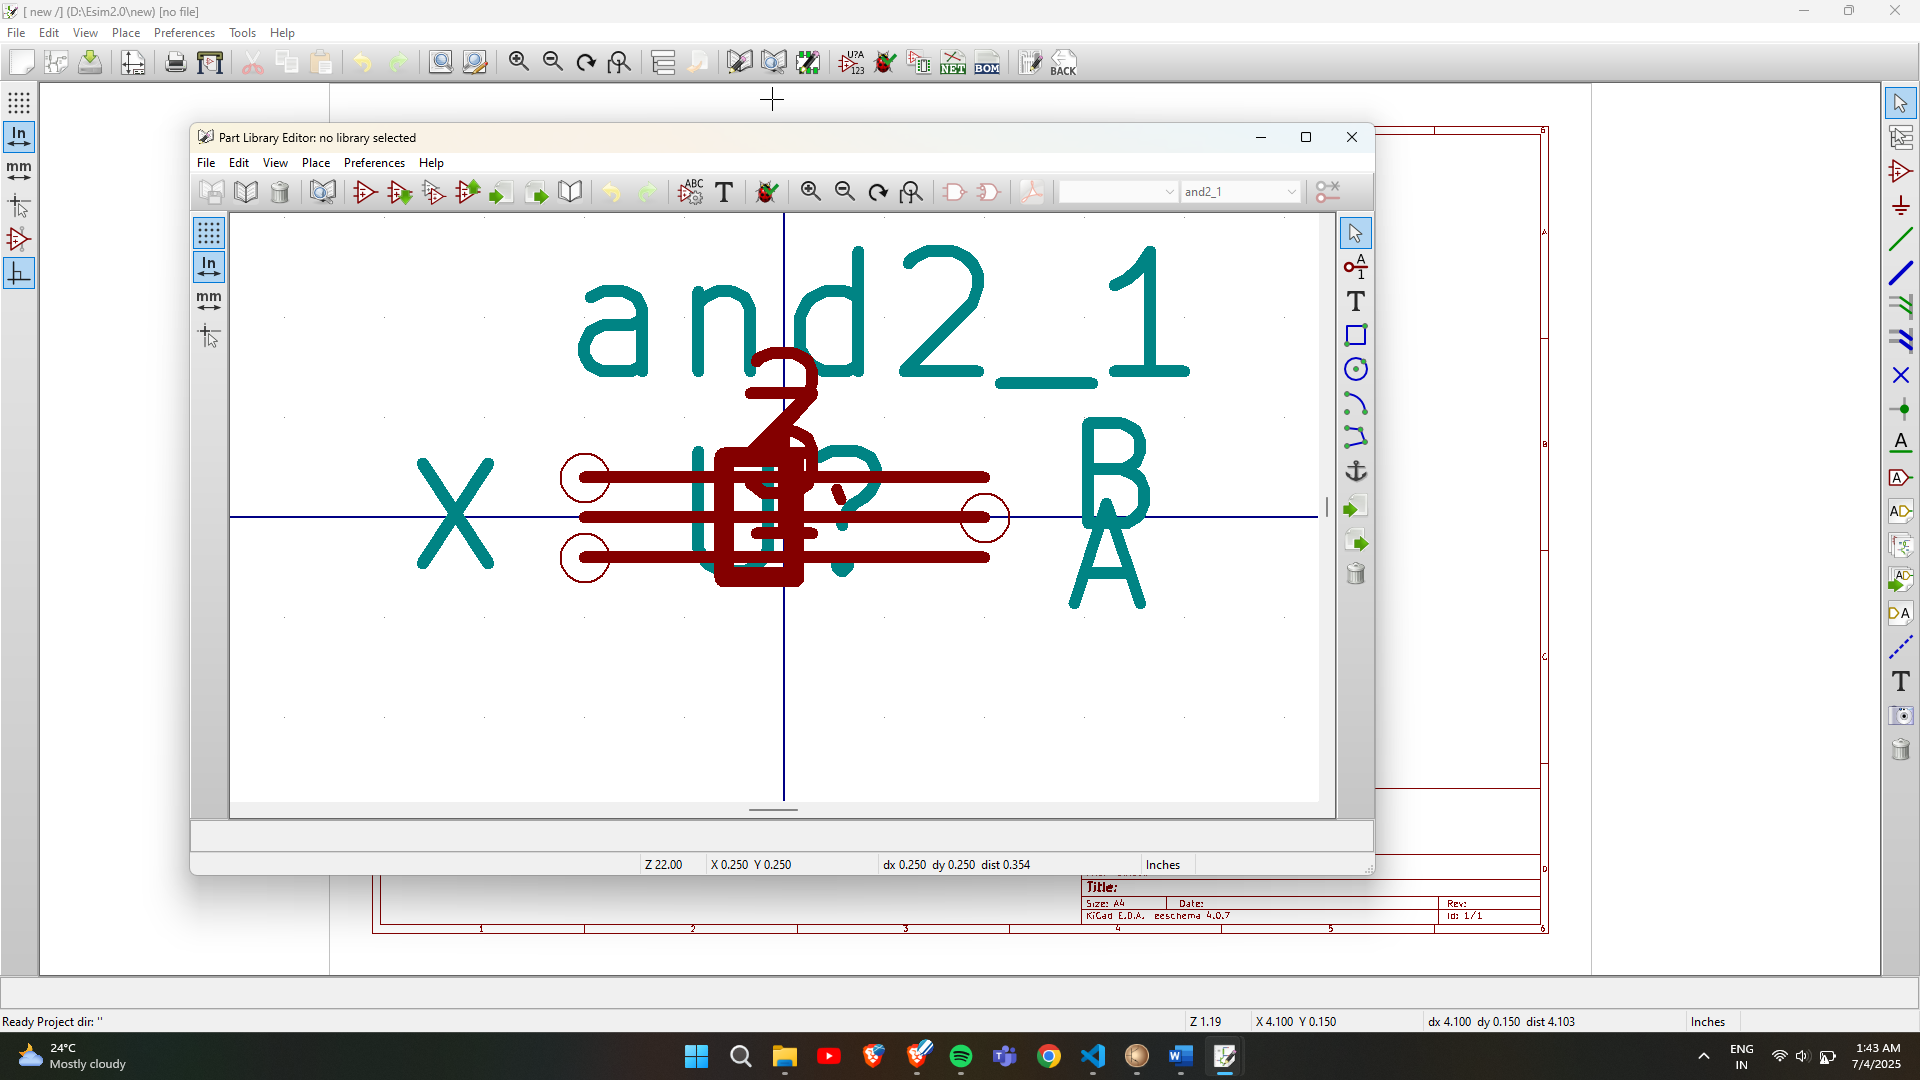 [ new /] (D:\Esim2.0\new) [no file]
File Edit View Place Preferences Tools Help
U?A
123
NET
BOM
BACK
In
mm
Part Library Editor: no library selected
File Edit View Place Preferences Help
ABC
T
and2_1
In
mm
A
1
T
and2_1
2
X
U?
B
A
A
B
C
D
A
A
AD
AD
DA
T
Z 22.00 X 0.250 Y 0.250 dx 0.250 dy 0.250 dist 0.354 Inches
Title:
Size: A4 Date: Rev:
KiCad E.D.A. eeschema 4.0.7 Id: 1/1
1 2 3 4 5 6
Ready Project dir: ''
Z 1.19 X 4.100 Y 0.150 dx 4.100 dy 0.150 dist 4.103 Inches
24°C
Mostly cloudy
ENG
IN
1:43 AM
7/4/2025